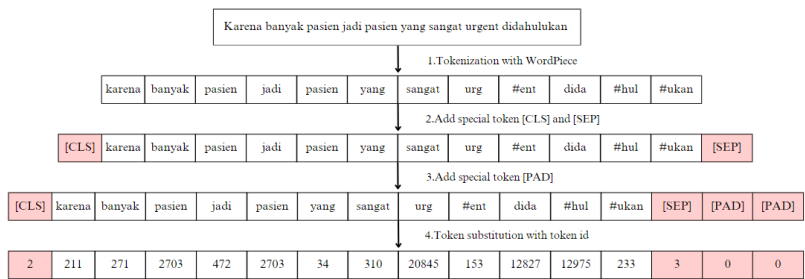 Karena banyak pasien jadi pasien yang sangat urgent didahulukan
1.Tokenization with WordPiece
karena banyak pasien jadi pasien yang sangat urg #ent dida #hul #ukan
2.Add special token [CLS] and [SEP]
[CLS] karena banyak pasien jadi pasien yang sangat urg #ent dida #hul #ukan [SEP]
3.Add special token [PAD]
[CLS] karena banyak pasien jadi pasien yang sangat urg #ent dida #hul #ukan [SEP] [PAD] [PAD]
4.Token substitution with token id
2 211 271 2703 472 2703 34 310 20845 153 12827 12975 233 3 0 0